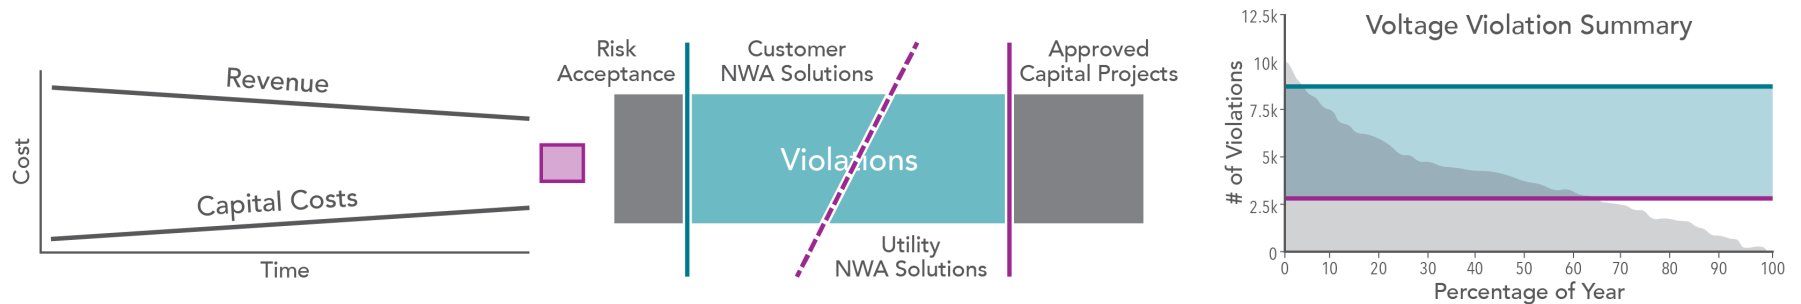 Revenue
Capital Costs
Cost
Time
Risk
Acceptance
Customer
NWA Solutions
Approved
Capital Projects
Violations
Utility
NWA Solutions
Voltage Violation Summary
# of Violations
12.5k
10k
7.5k
5k
2.5k
0
0 10 20 30 40 50 60 70 80 90 100
Percentage of Year